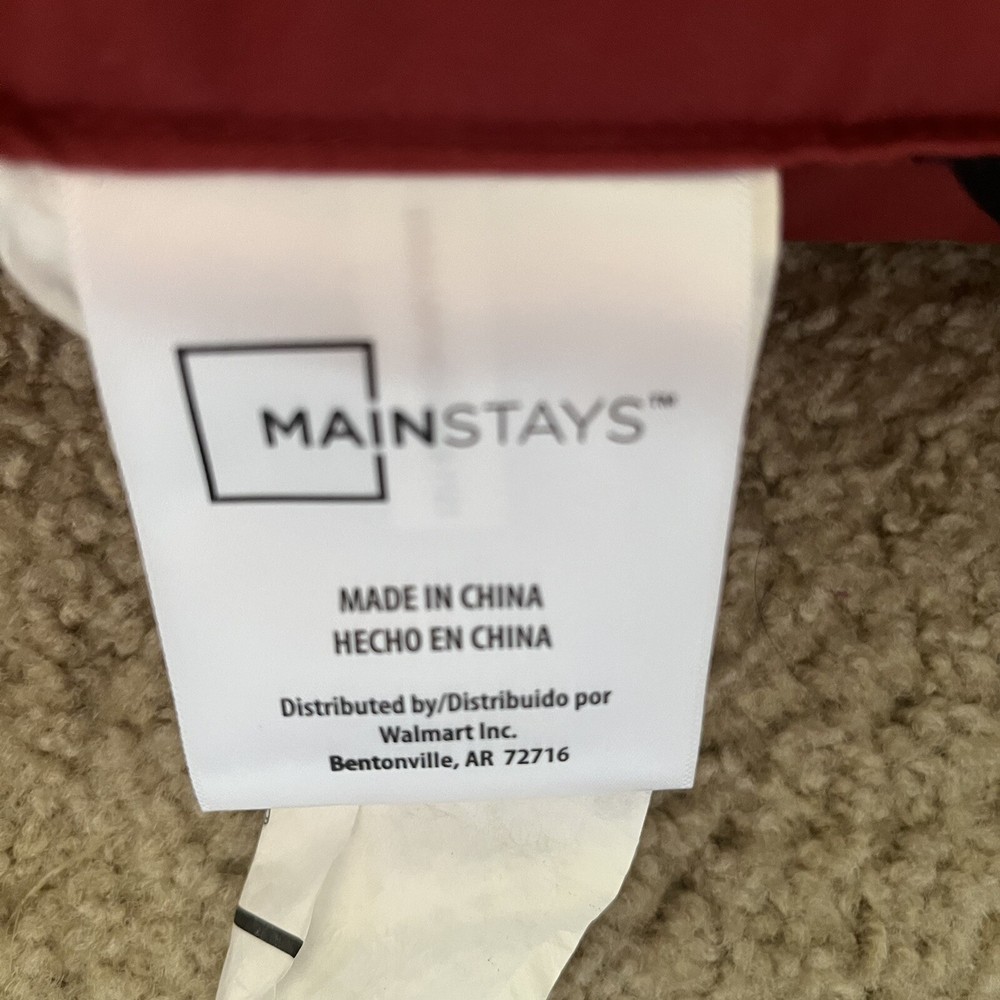 MAINSTAYS™
MADE IN CHINA
HECHO EN CHINA
Distributed by/Distribuido por
Walmart Inc.
Bentonville, AR 72716